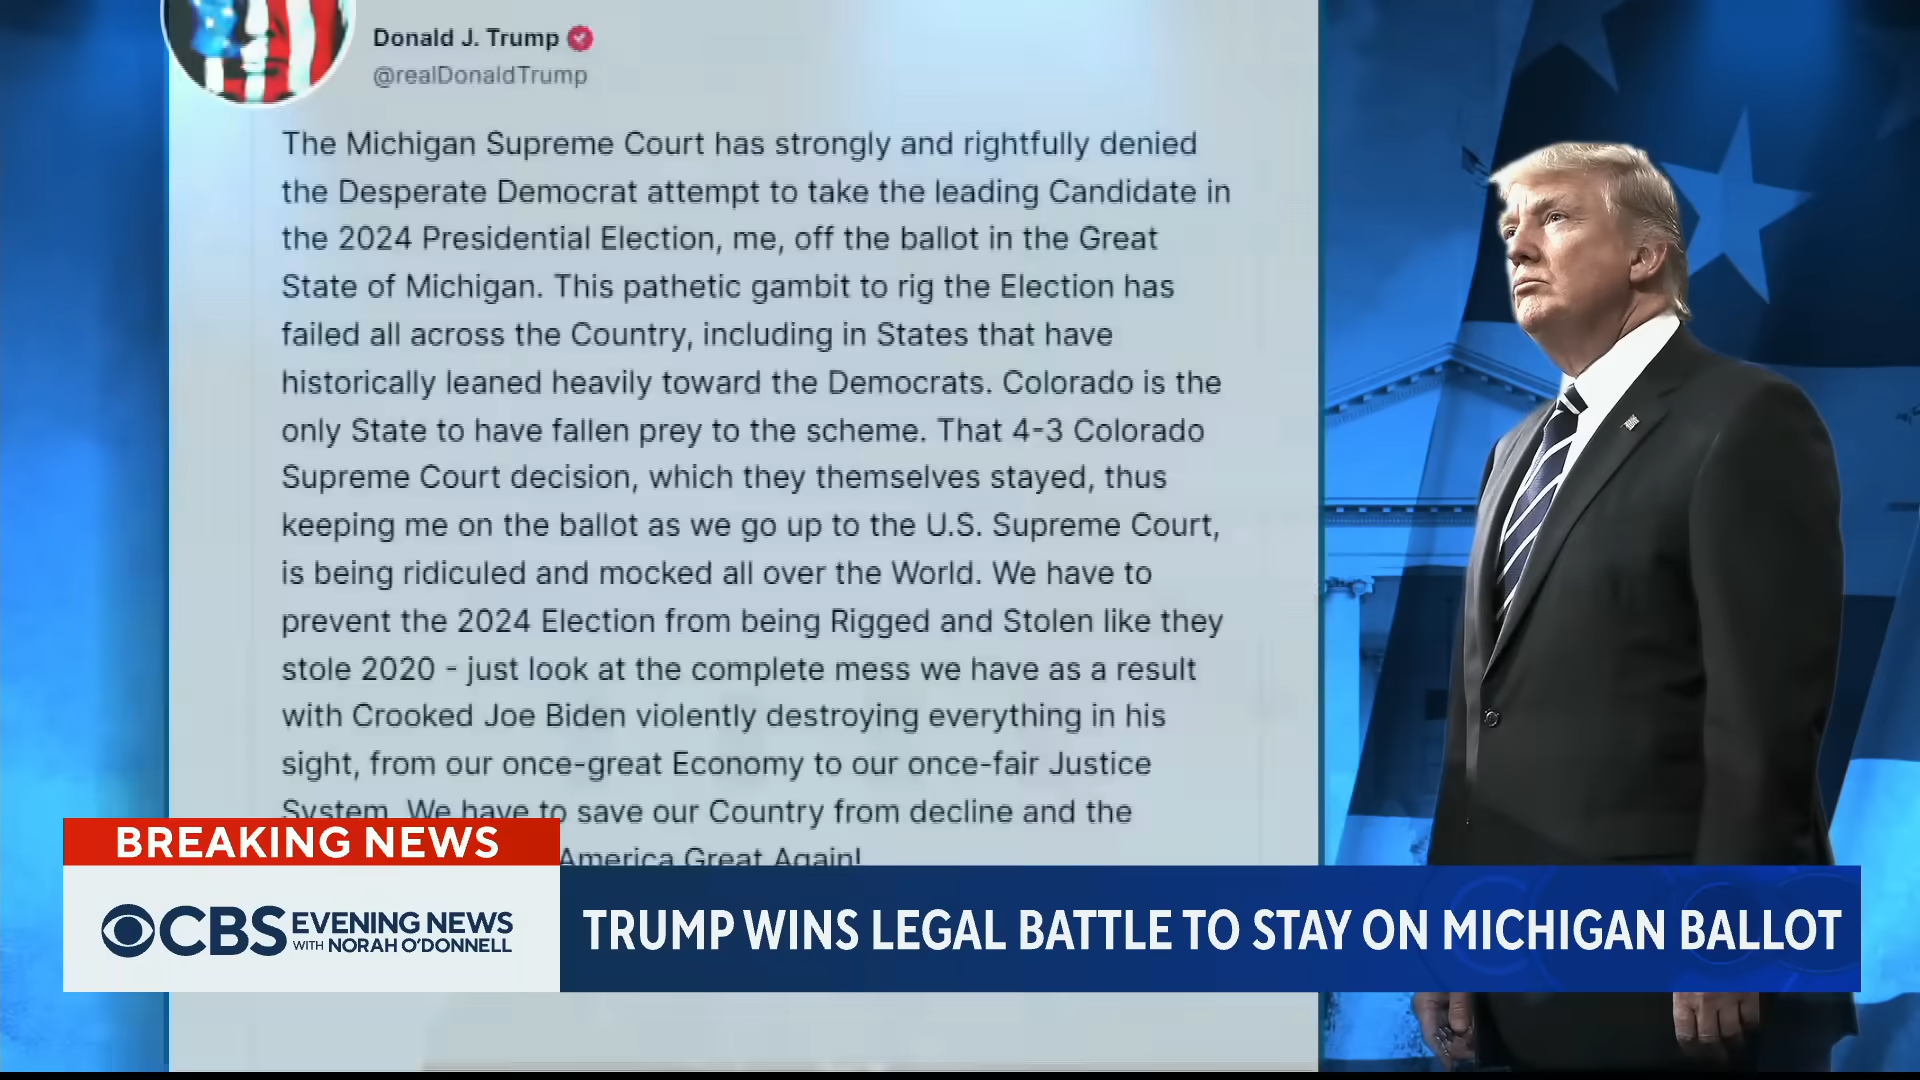 Donald J. Trump
@realDonaldTrump
The Michigan Supreme Court has strongly and rightfully denied
the Desperate Democrat attempt to take the leading Candidate in
the 2024 Presidential Election, me, off the ballot in the Great
State of Michigan. This pathetic gambit to rig the Election has
failed all across the Country, including in States that have
historically leaned heavily toward the Democrats. Colorado is the
only State to have fallen prey to the scheme. That 4-3 Colorado
Supreme Court decision, which they themselves stayed, thus
keeping me on the ballot as we go up to the U.S. Supreme Court,
is being ridiculed and mocked all over the World. We have to
prevent the 2024 Election from being Rigged and Stolen like they
stole 2020 - just look at the complete mess we have as a result
with Crooked Joe Biden violently destroying everything in his
sight, from our once-great Economy to our once-fair Justice
System. We have to save our Country from decline and the
America Great Again!
BREAKING NEWS
CBS EVENING NEWS
WITH NORAH O'DONNELL
TRUMP WINS LEGAL BATTLE TO STAY ON MICHIGAN BALLOT